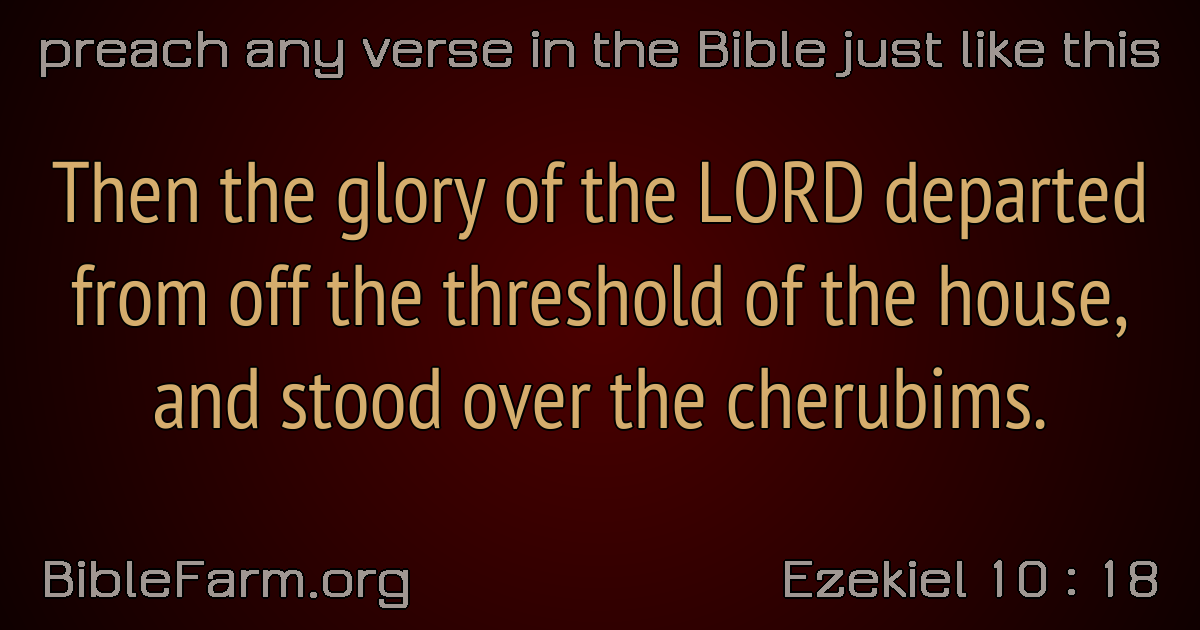 preach any verse in the Bible just like this
Then the glory of the LORD departed
from off the threshold of the house,
and stood over the cherubims.
BibleFarm.org
Ezekiel 10 : 18